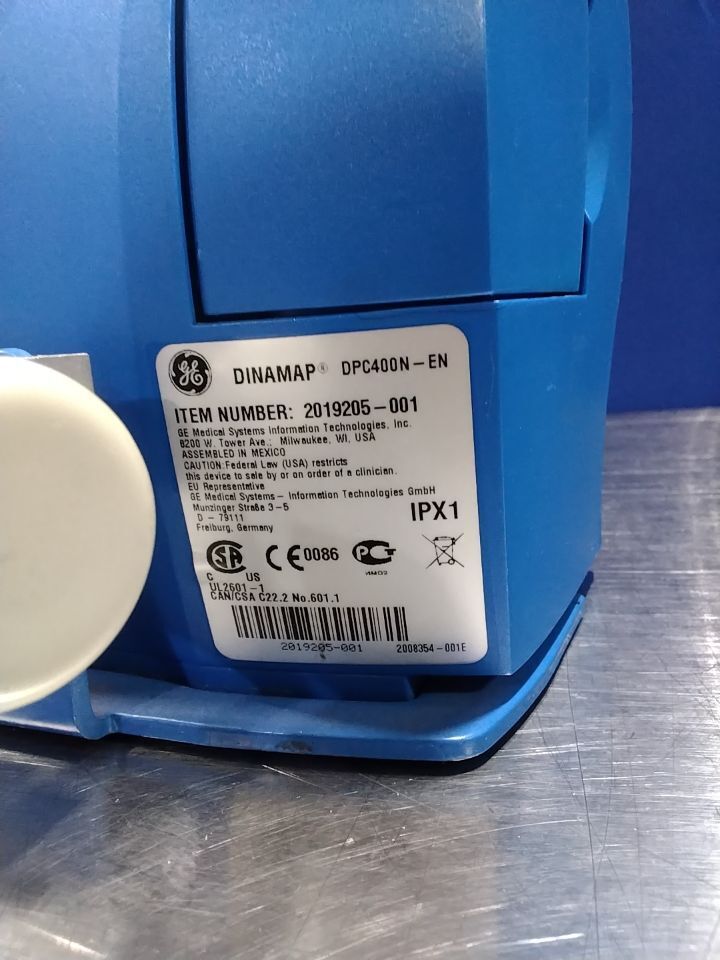 GE
DINAMAP® DPC400N-EN
ITEM NUMBER: 2019205-001
GE Medical Systems Information Technologies, Inc.
8200 W. Tower Ave.; Milwaukee, WI, USA
ASSEMBLED IN MEXICO
CAUTION:Federal Law (USA) restricts
this device to sale by or on order of a clinician.
EU Representative
GE Medical Systems - Information Technologies GmbH
Munzinger Straße 3-5
D - 79111
Freiburg, Germany
IPX1
SA
C US
CE0086
PCT
UL2601-1
CAN/CSA C22.2 No.601.1
2019205-001
2008354-001E